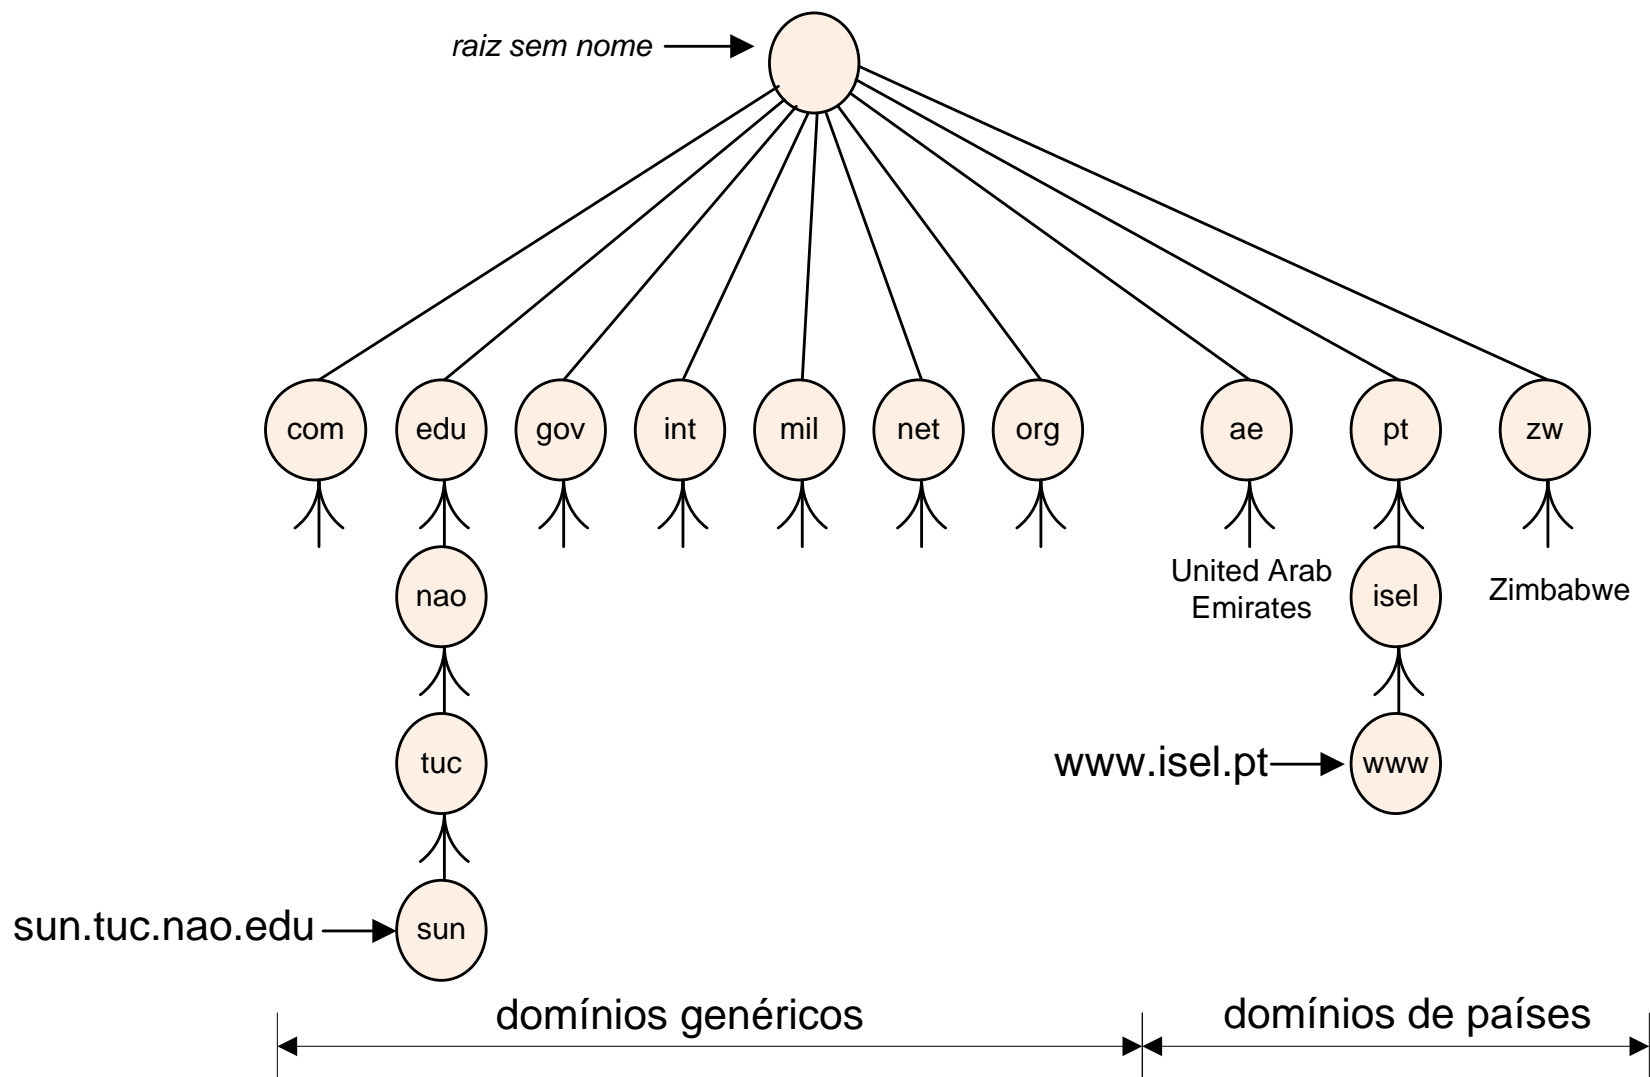 raiz sem nome
com
edu
gov
int
mil
net
org
ae
pt
zw
United Arab
Emirates
Zimbabwe
nao
isel
tuc
www.isel.pt
www
sun.tuc.nao.edu
sun
domínios genéricos
domínios de países